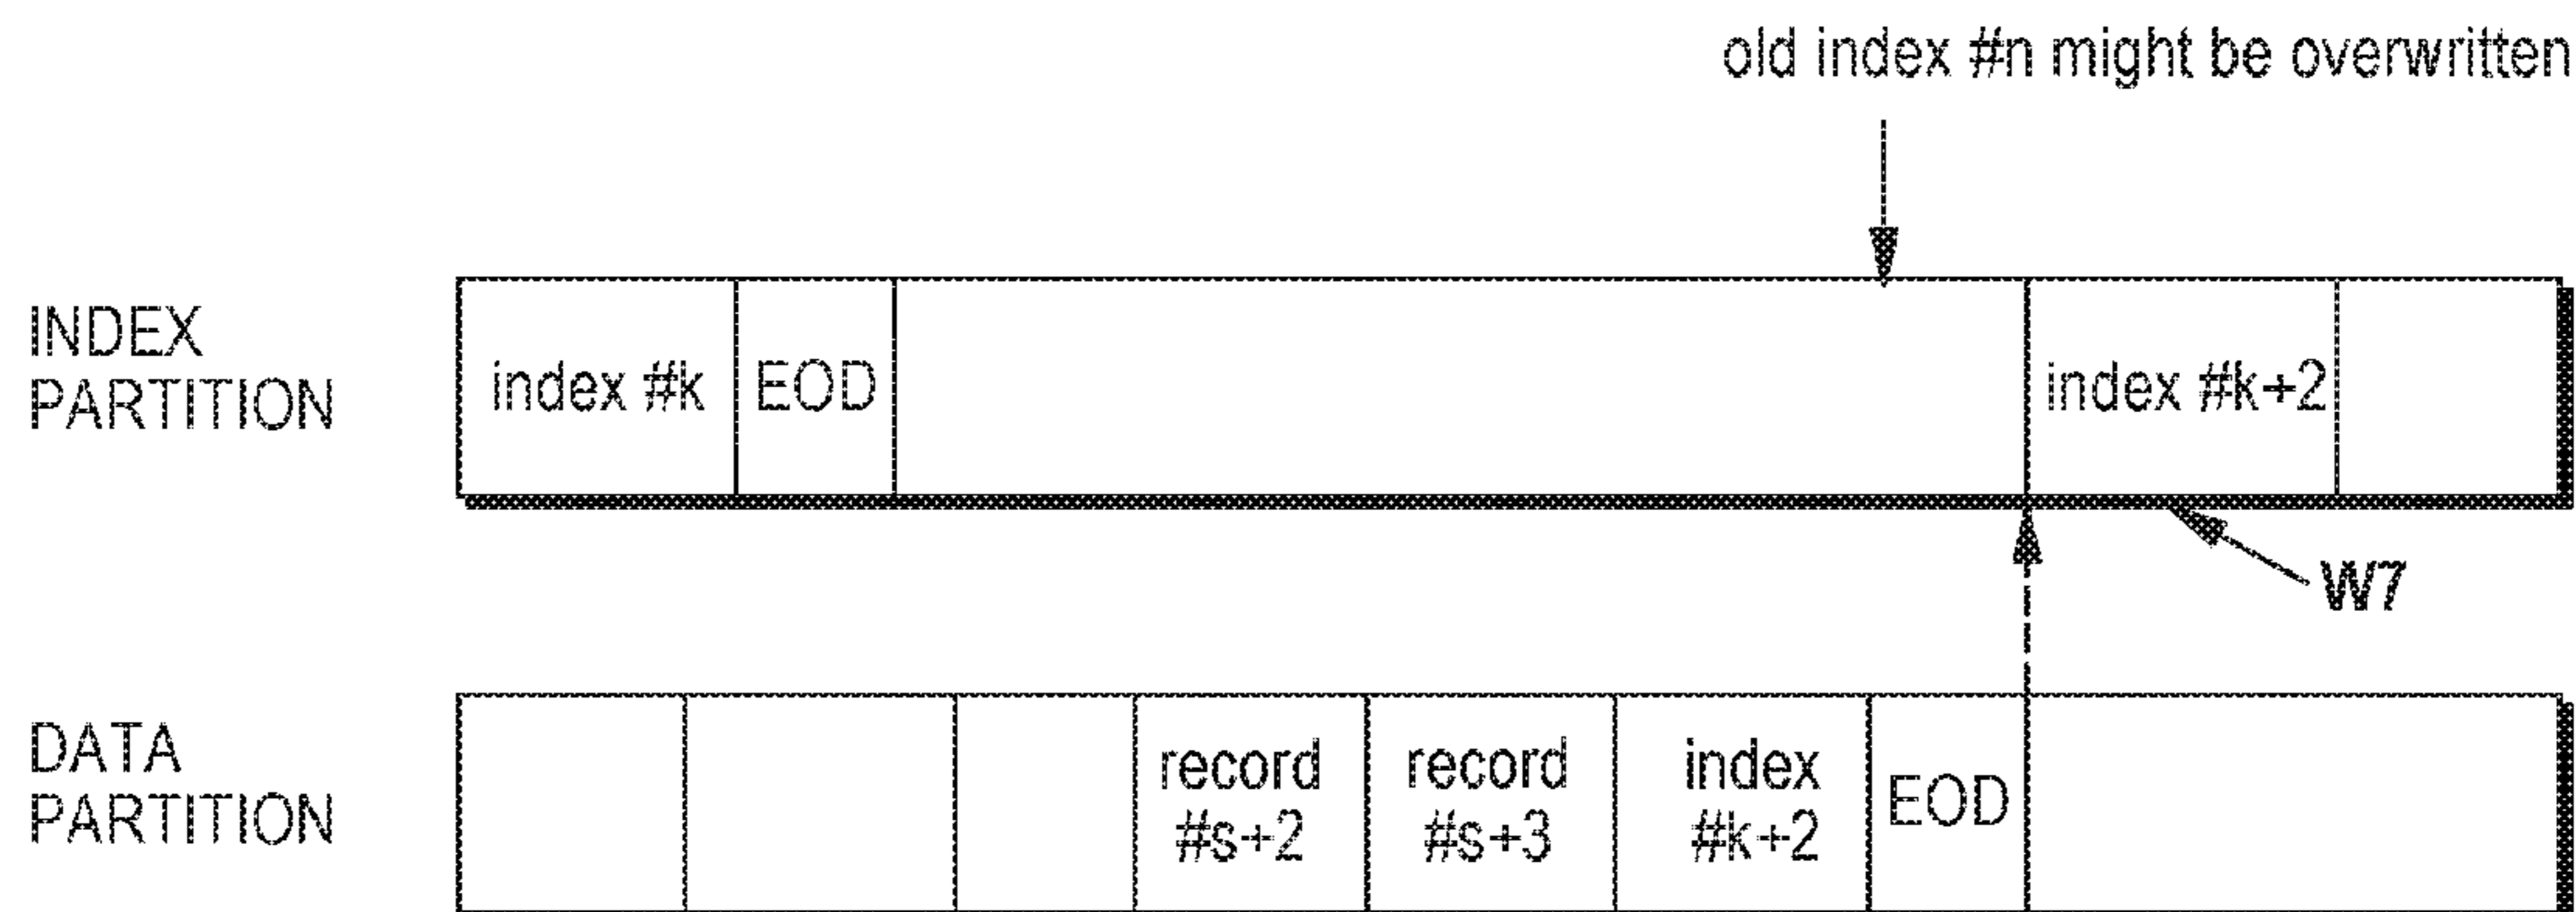 old index #n might be overwritten
INDEX
PARTITION
index #k
EOD
index #k+2
W7
DATA
PARTITION
record
#s+2
record
#s+3
index
#k+2
EOD